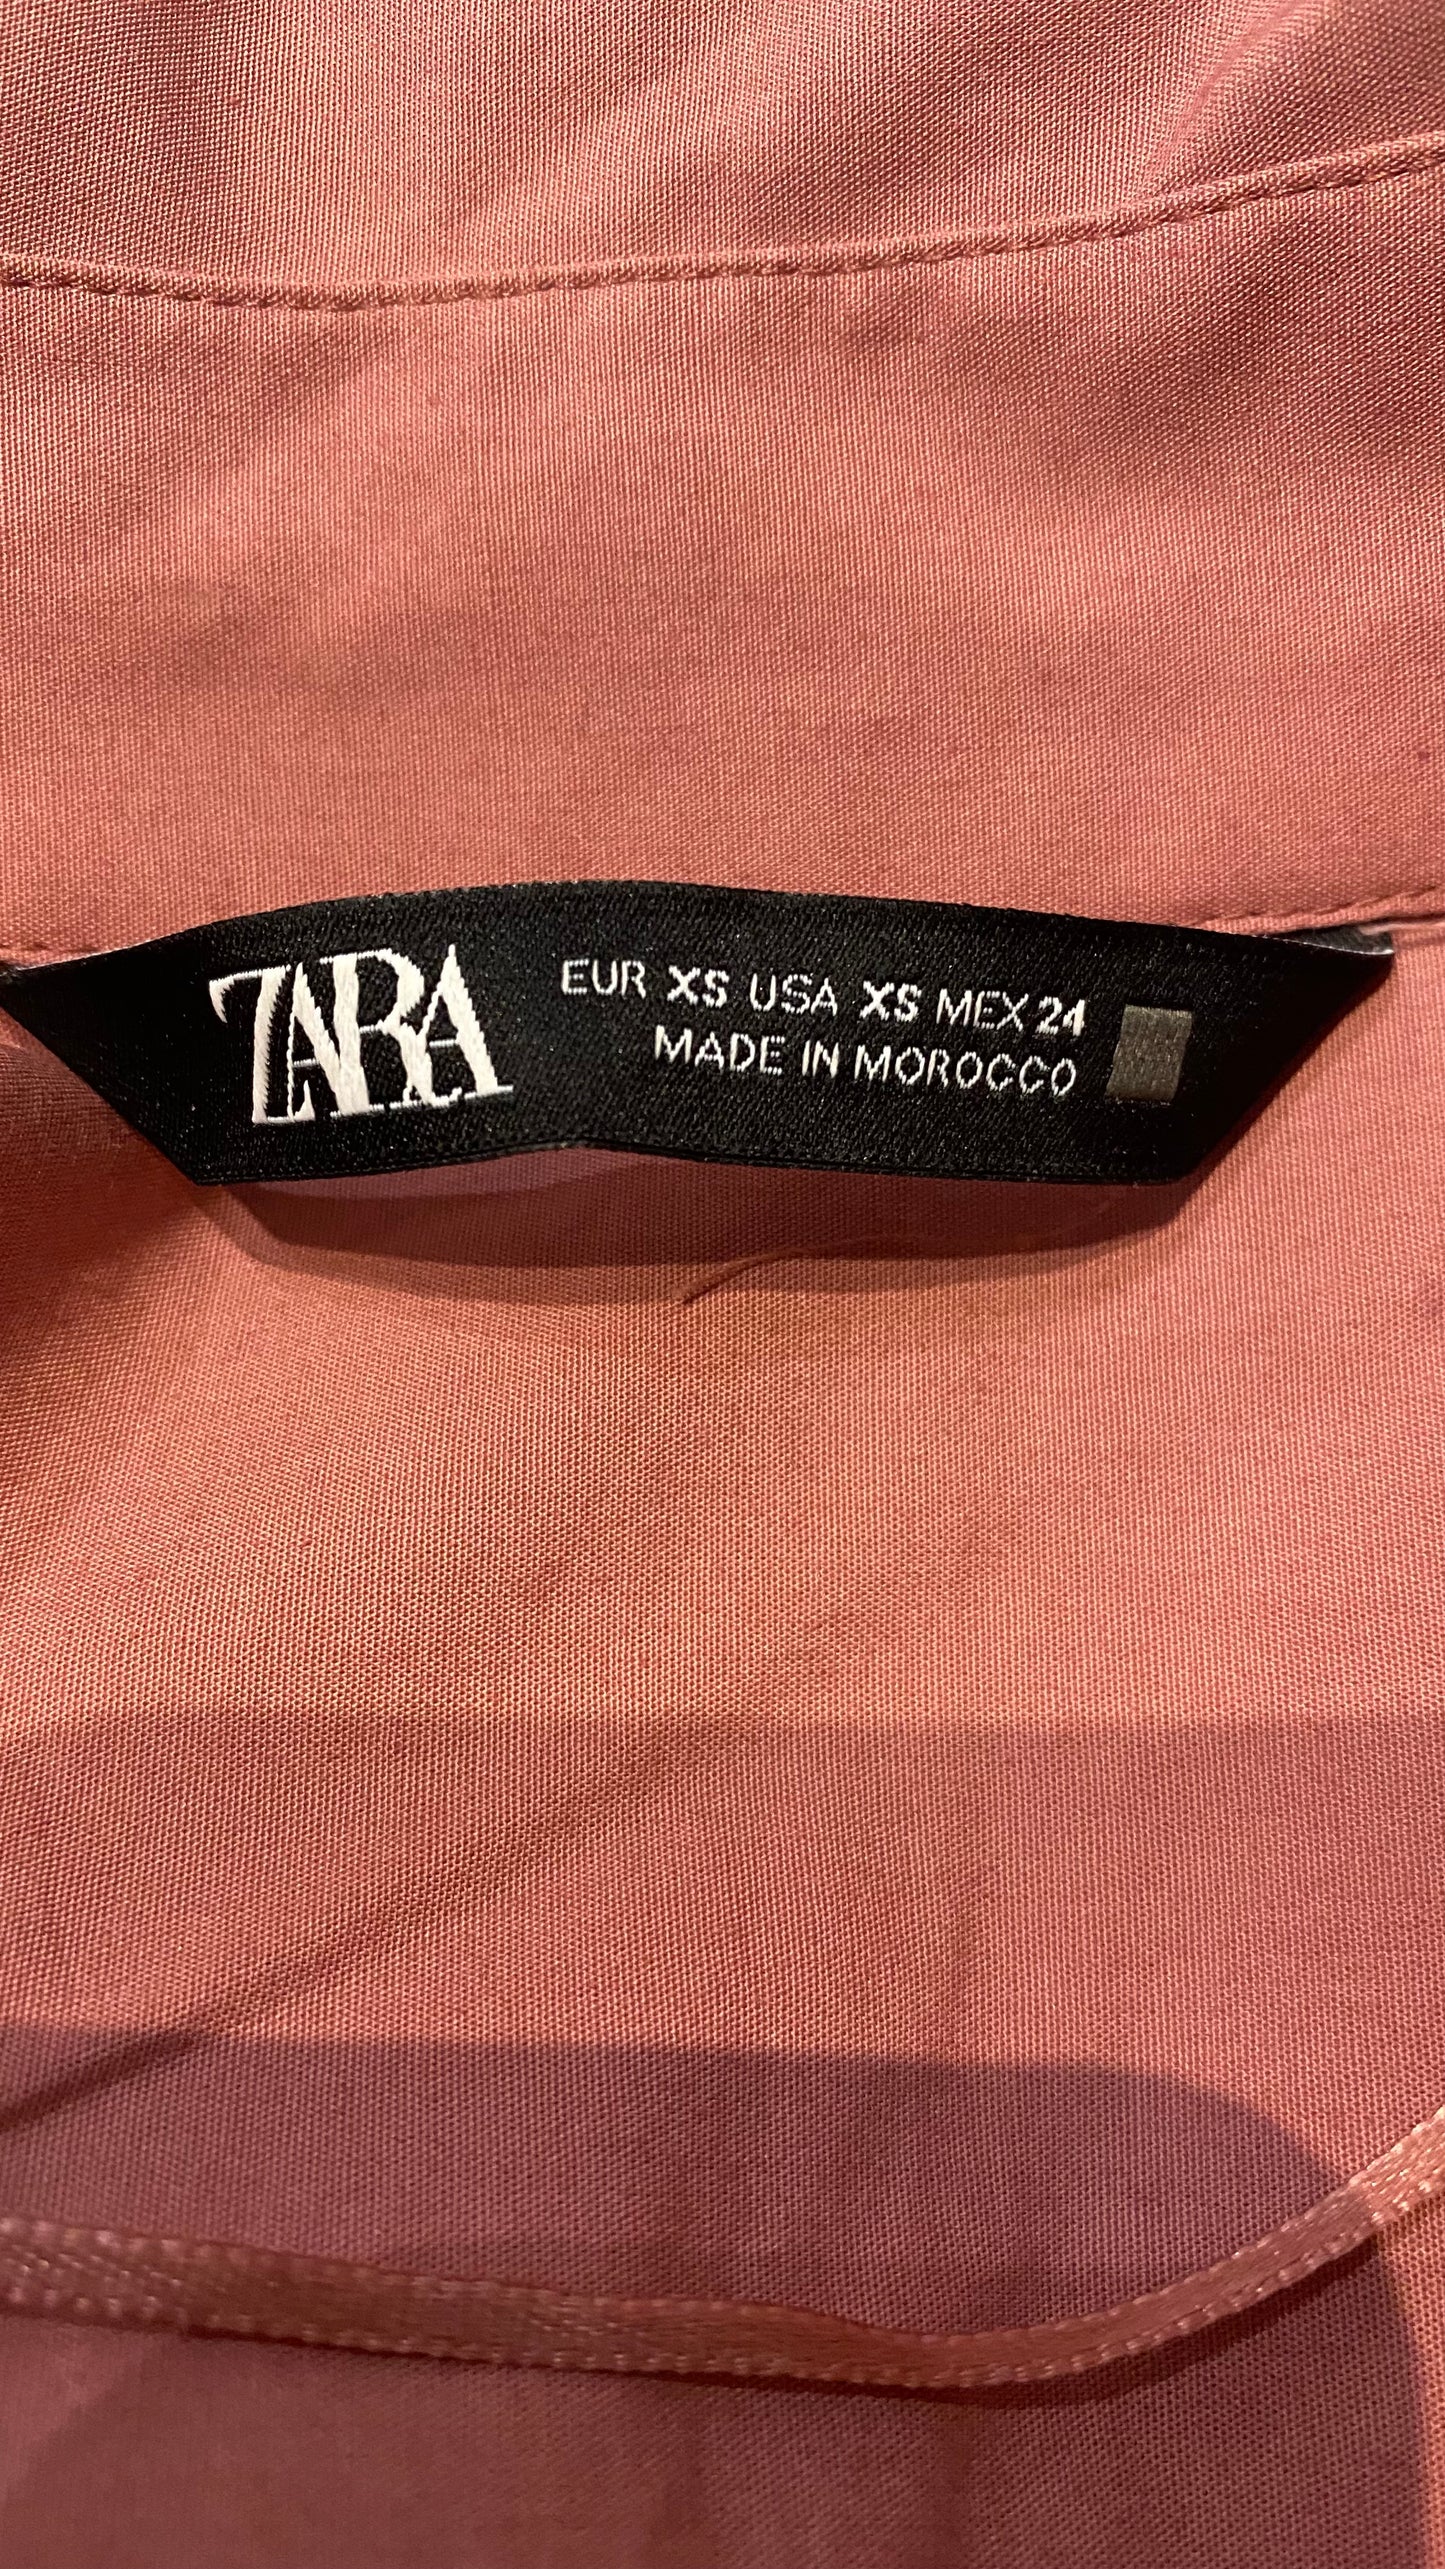 ZARA
EUR XS USA XS MEX 24
MADE IN MOROCCO